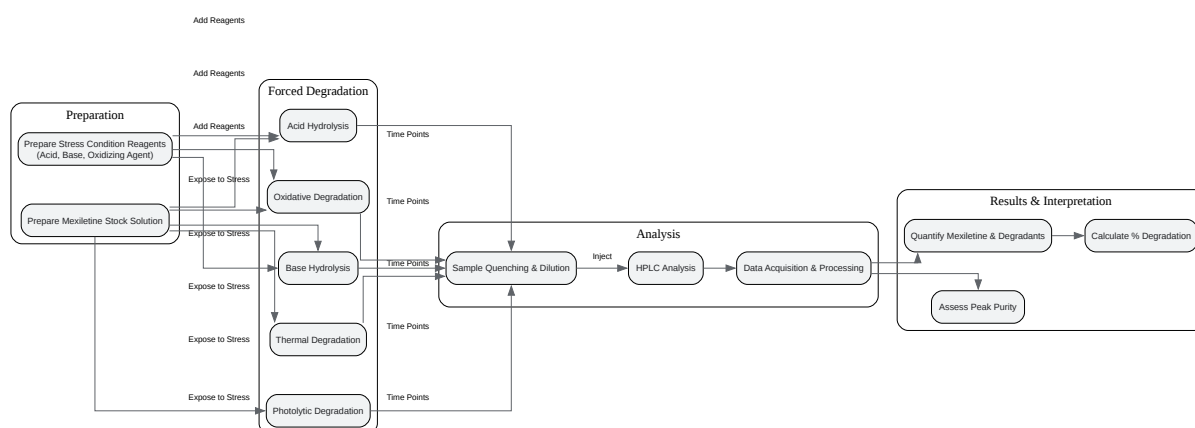 Add Reagents
Add Reagents
Add Reagents
Expose to Stress
Expose to Stress
Expose to Stress
Expose to Stress
Expose to Stress
Preparation
Prepare Stress Condition Reagents
(Acid, Base, Oxidizing Agent)
Prepare Mexiletine Stock Solution
Forced Degradation
Acid Hydrolysis
Oxidative Degradation
Base Hydrolysis
Thermal Degradation
Photolytic Degradation
Time Points
Time Points
Time Points
Time Points
Time Points
Analysis
Sample Quenching & Dilution
Inject
HPLC Analysis
Data Acquisition & Processing
Results & Interpretation
Quantify Mexiletine & Degradants
Calculate % Degradation
Assess Peak Purity